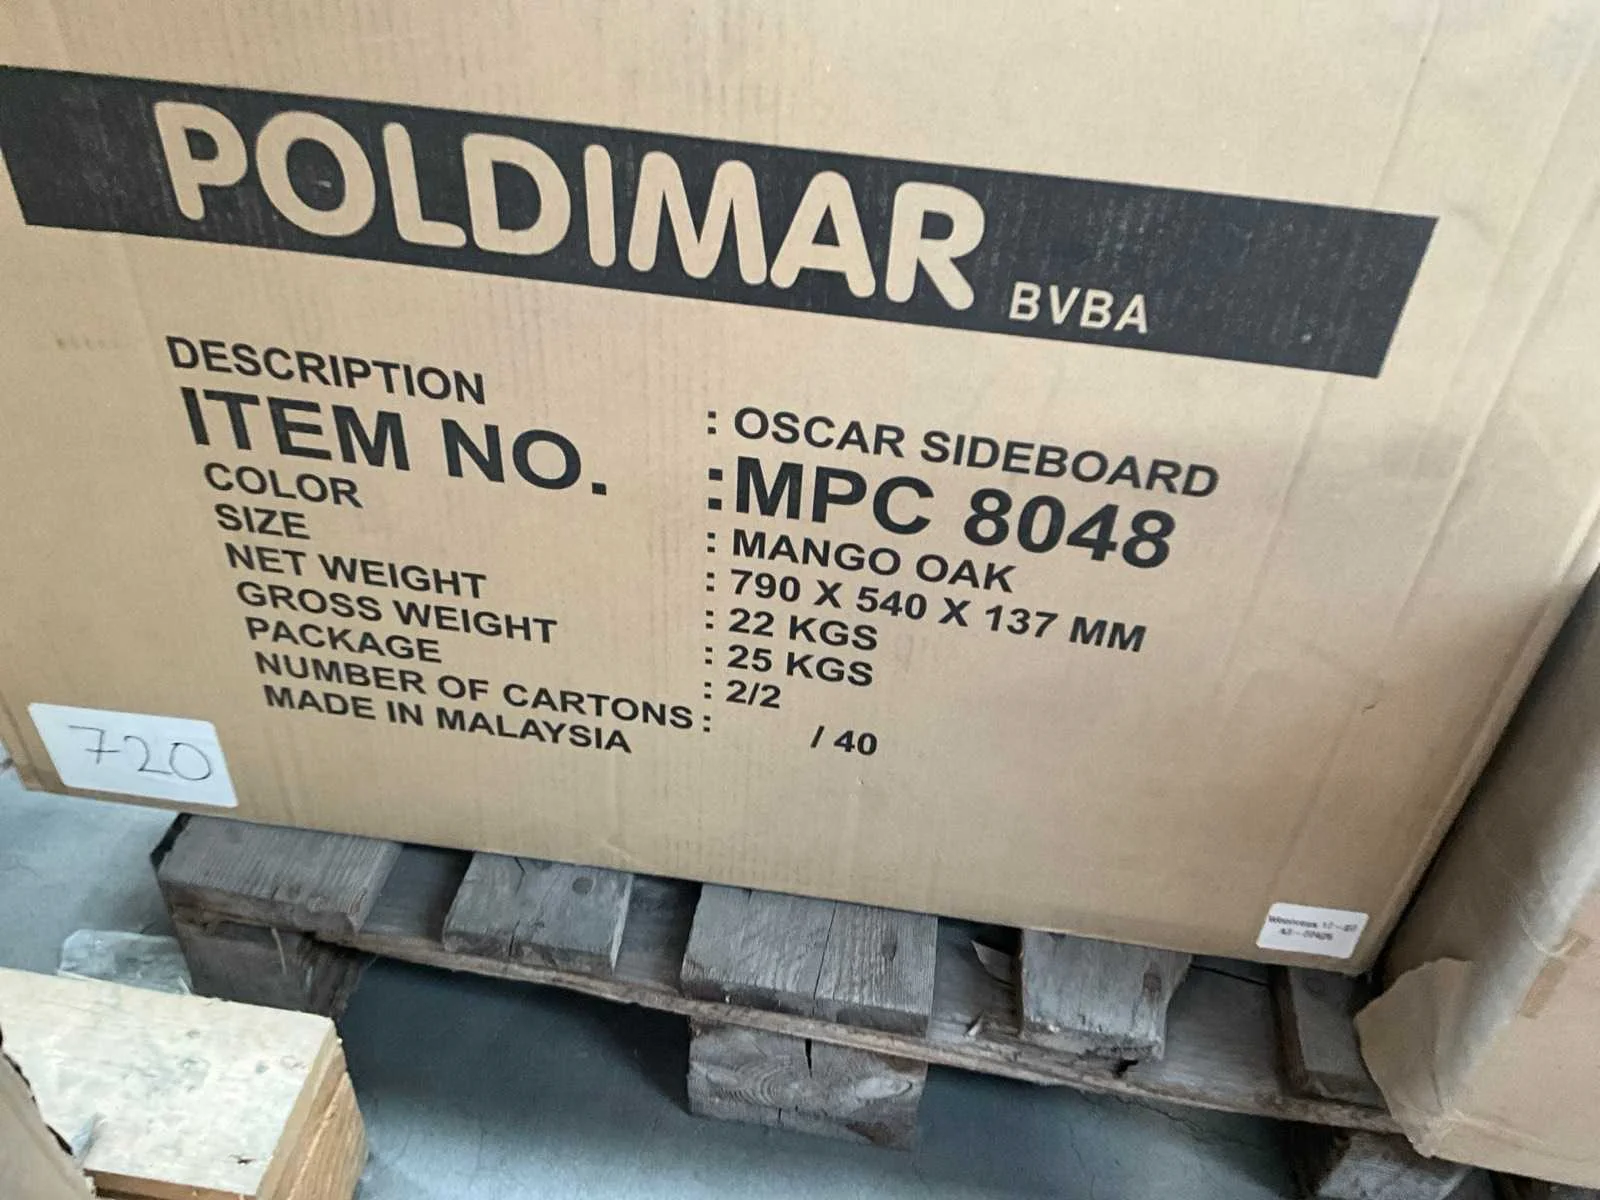 POLDIMAR BVBA
DESCRIPTION : OSCAR SIDEBOARD
ITEM NO. : MPC 8048
COLOR : MANGO OAK
SIZE : 790 X 540 X 137 MM
NET WEIGHT : 22 KGS
GROSS WEIGHT : 25 KGS
PACKAGE : 2/2
NUMBER OF CARTONS : / 40
MADE IN MALAYSIA
720